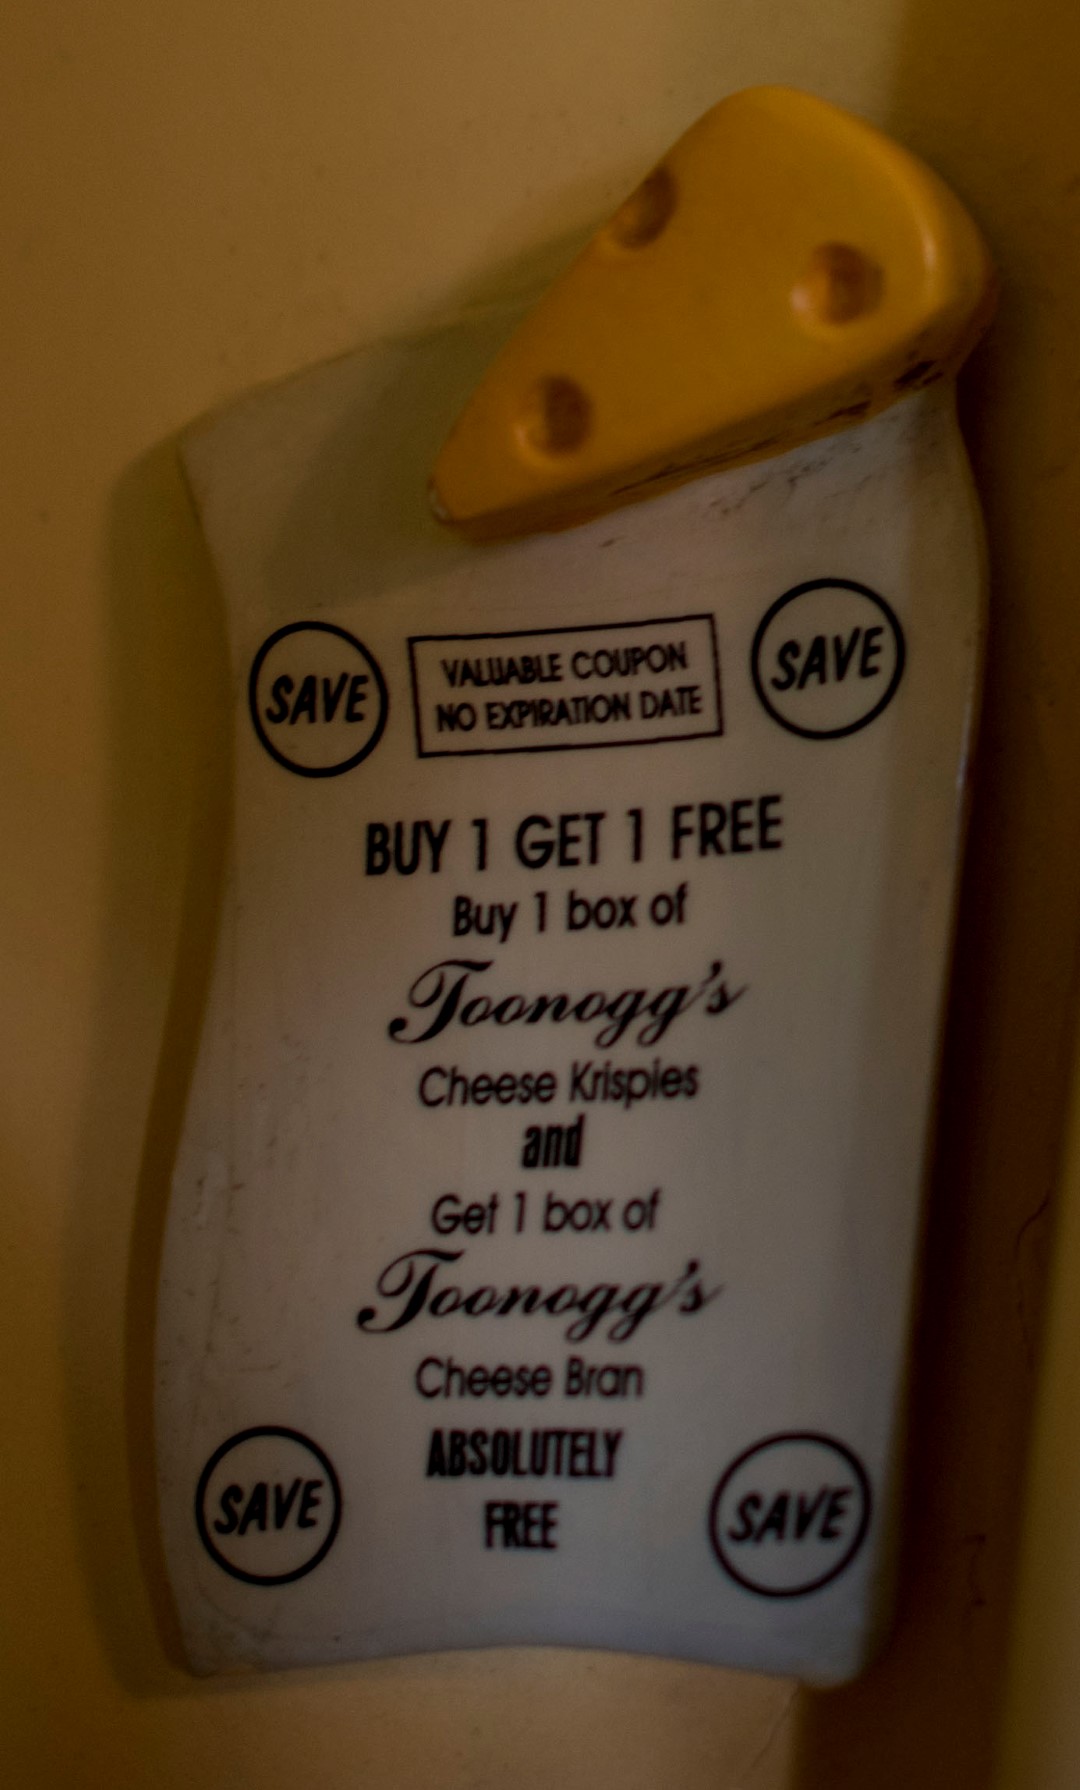 SAVE
VALUABLE COUPON
NO EXPIRATION DATE
SAVE
BUY 1 GET 1 FREE
Buy 1 box of
Toonogg's
Cheese Krispies
and
Get 1 box of
Toonogg's
Cheese Bran
ABSOLUTELY
FREE
SAVE
SAVE